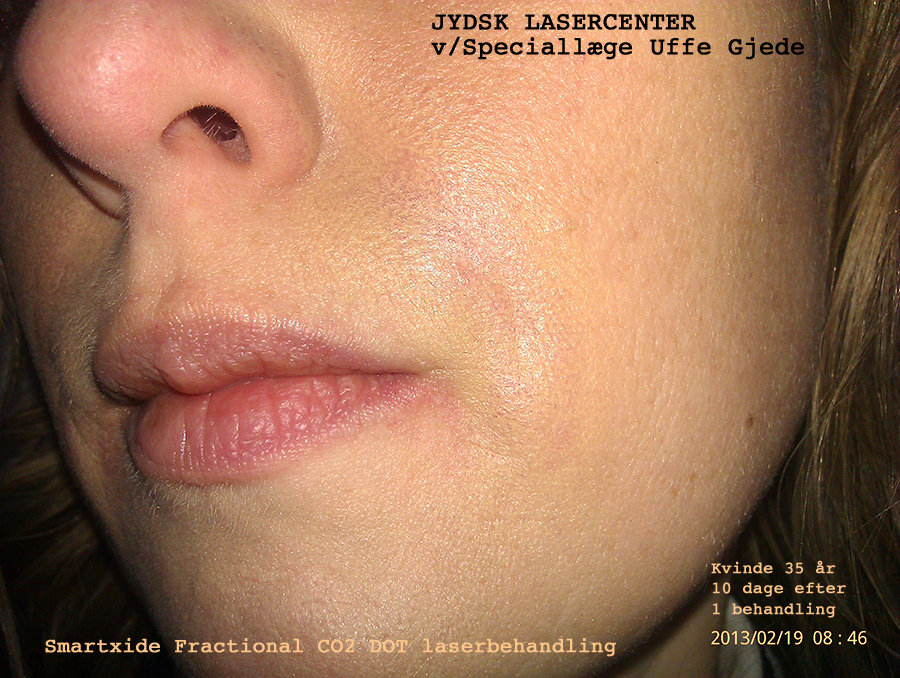 JYDSK LASERCENTER
v/Speciallæge Uffe Gjede
Kvinde 35 år
10 dage efter
1 behandling
2013/02/19 08:46
Smartxide Fractional CO2 DOT laserbehandling